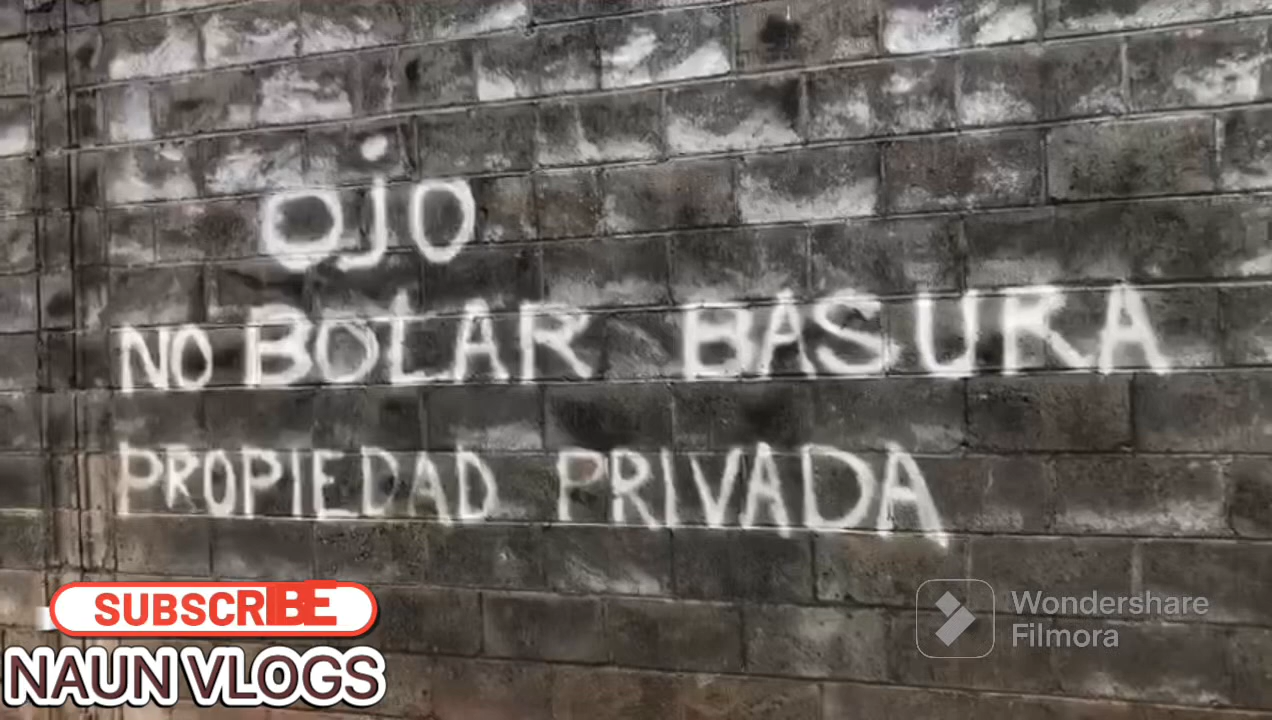 OJO
NO BOLAR BASURA
PROPIEDAD PRIVADA
SUBSCRIBE
NAUN VLOGS
Wondershare
Filmora